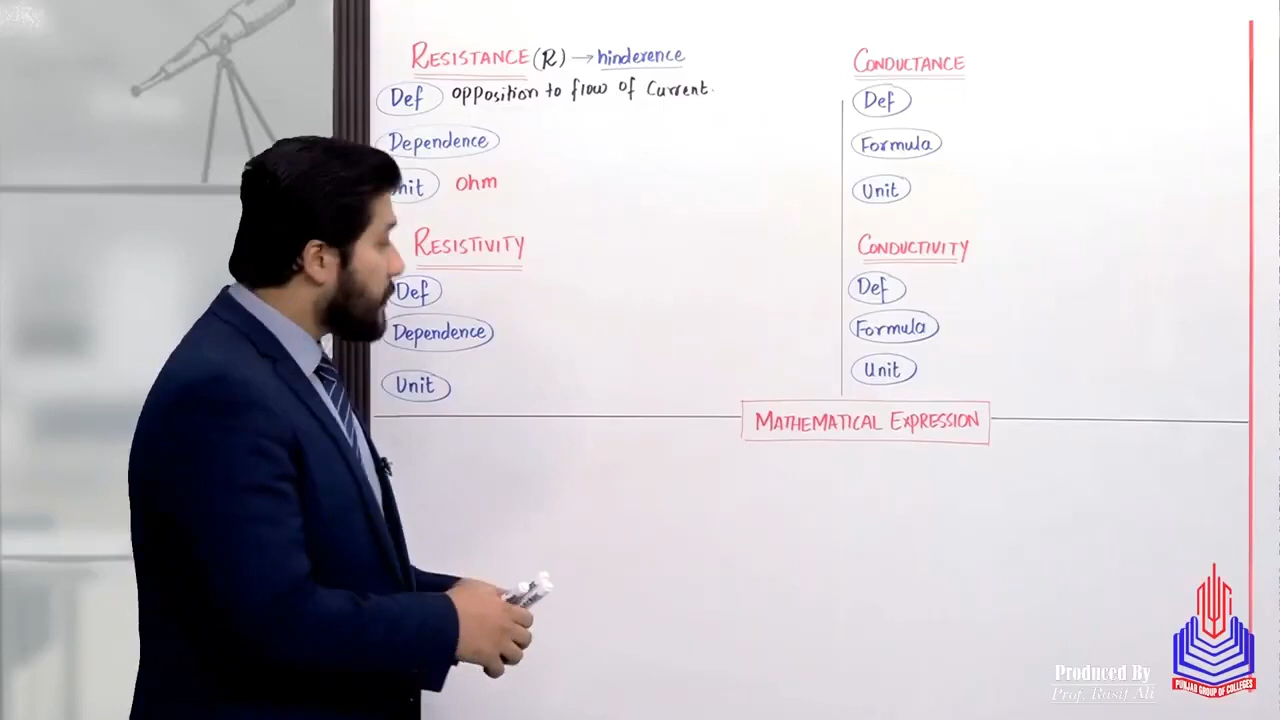 RESISTANCE (R) → hinderence
Def opposition to flow of Current.
Dependence
Unit Ohm
RESISTIVITY
Def
Dependence
Unit
CONDUCTANCE
Def
Formula
Unit
CONDUCTIVITY
Def
Formula
Unit
MATHEMATICAL EXPRESSION
Produced By
Prof. Rasif Ali
PUNJAB GROUP OF COLLEGES